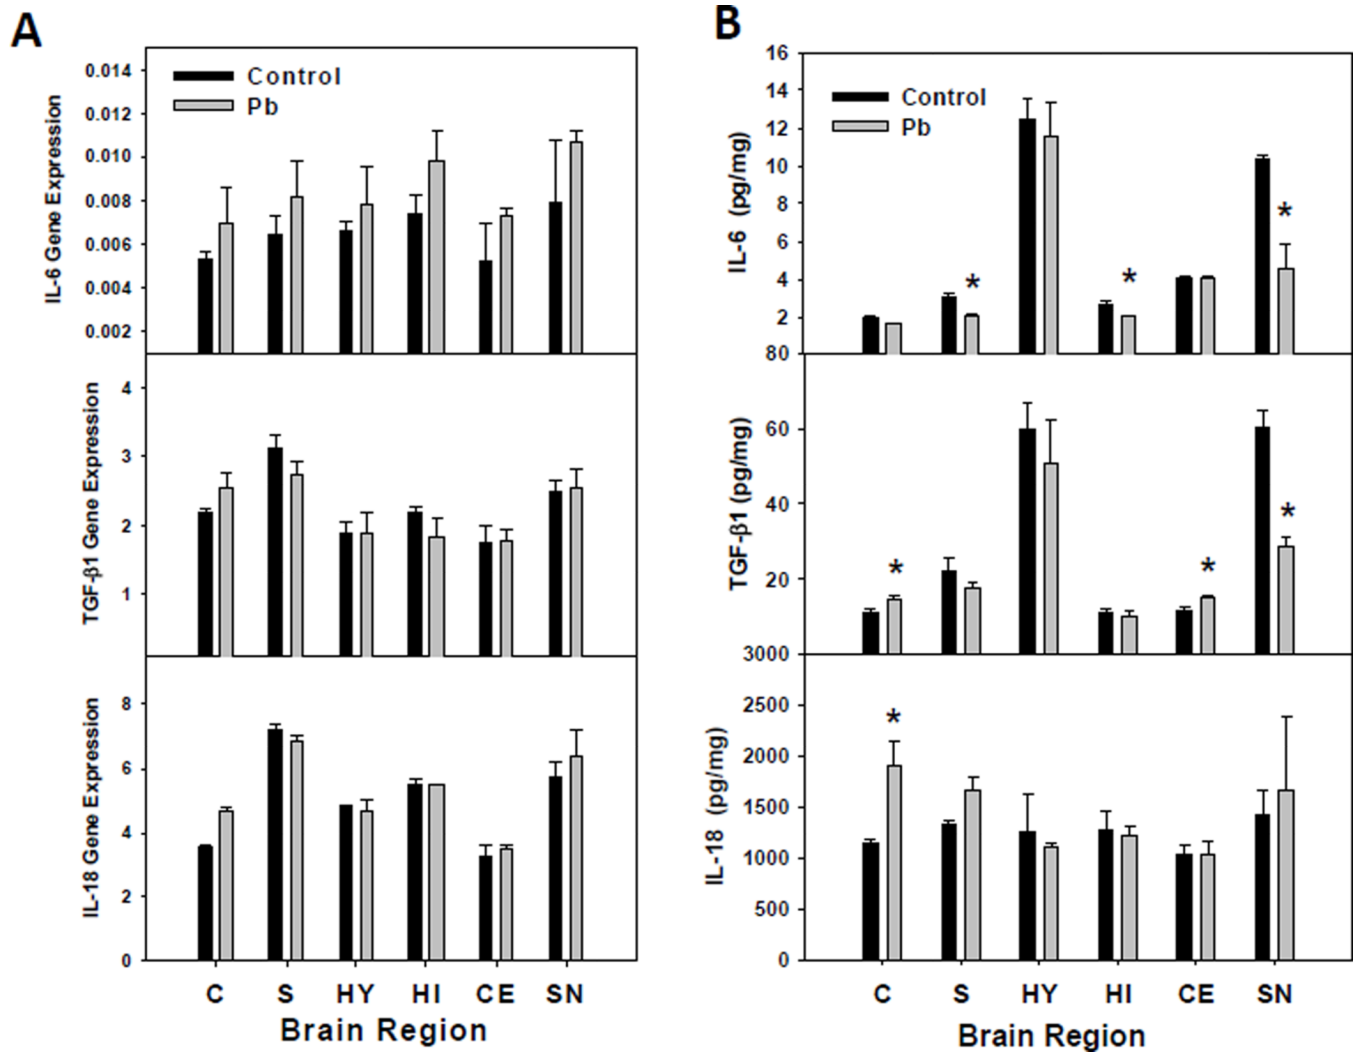 A
Control
Pb
IL-6 Gene Expression
0.014
0.012
0.010
0.008
0.006
0.004
0.002
TGF-β1 Gene Expression
4
3
2
1
IL-18 Gene Expression
8
6
4
2
0
C S HY HI CE SN
Brain Region
B
Control
Pb
IL-6 (pg/mg)
16
14
12
10
8
6
4
2
* * *
TGF-β1 (pg/mg)
80
60
40
20
* * *
IL-18 (pg/mg)
3000
2500
2000
1500
1000
500
0
*
C S HY HI CE SN
Brain Region